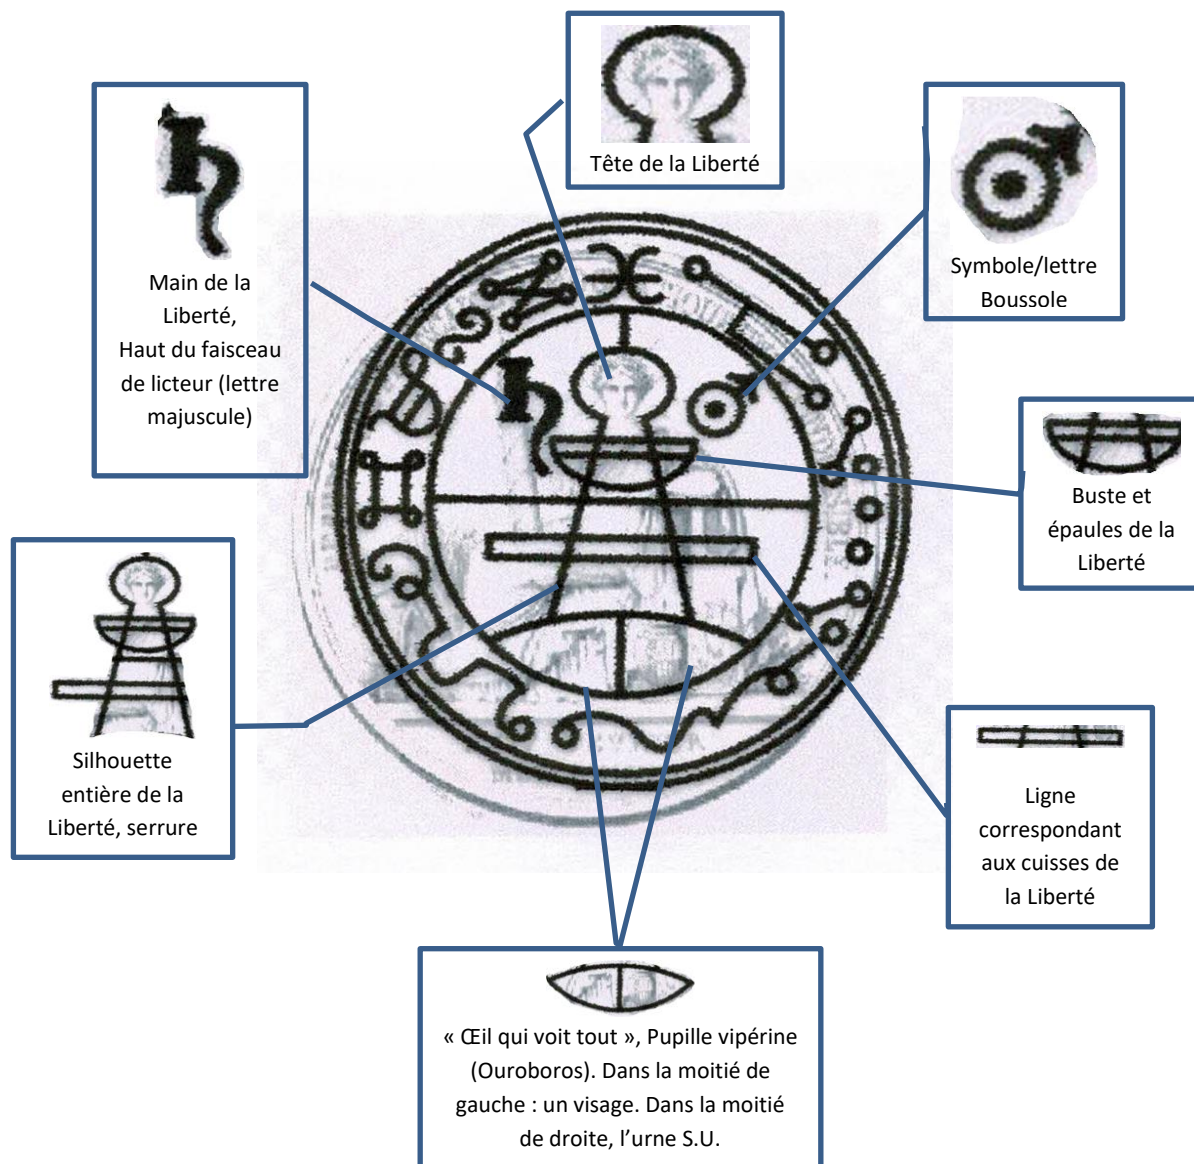 Tête de la Liberté
Main de la
Liberté,
Haut du faisceau
de licteur (lettre
majuscule)
Symbole/lettre
Boussole
Buste et
épaules de la
Liberté
Silhouette
entière de la
Liberté, serrure
Ligne
correspondant
aux cuisses de
la Liberté
« Œil qui voit tout », Pupille vipérine
(Ouroboros). Dans la moitié de
gauche : un visage. Dans la moitié
de droite, l’urne S.U.